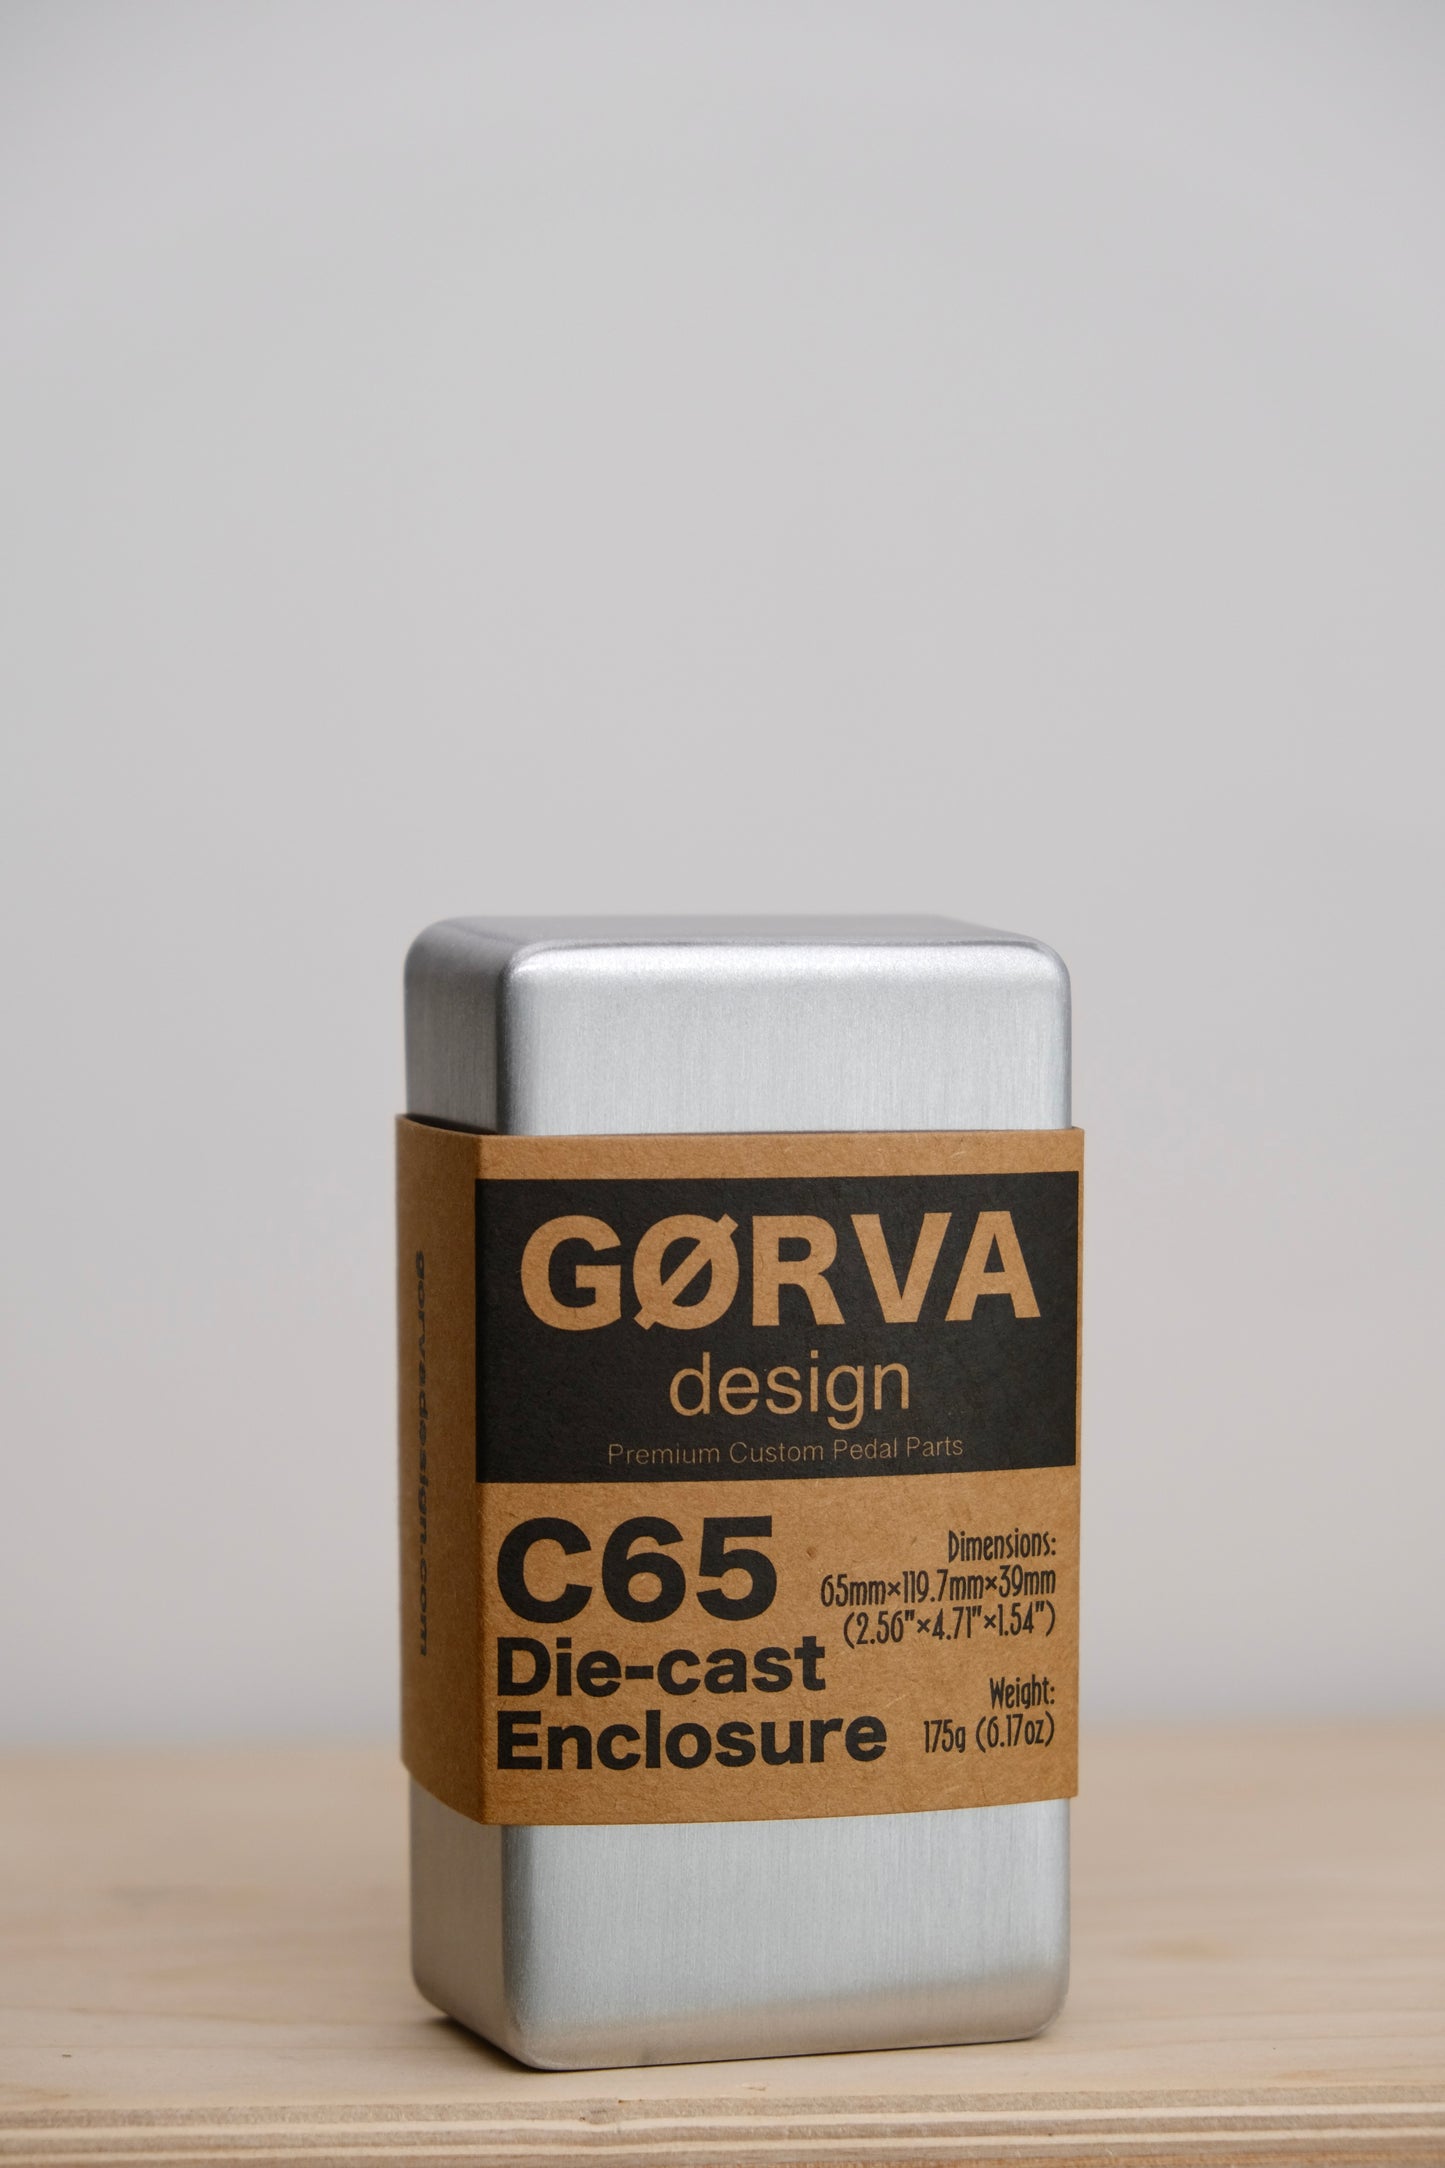 GØRVA
design
Premium Custom Pedal Parts
C65
Die-cast
Enclosure
Dimensions:
65mm×119.7mm×39mm
(2.56"×4.71"×1.54")
Weight:
175g (6.17oz)
gorvadesign.com